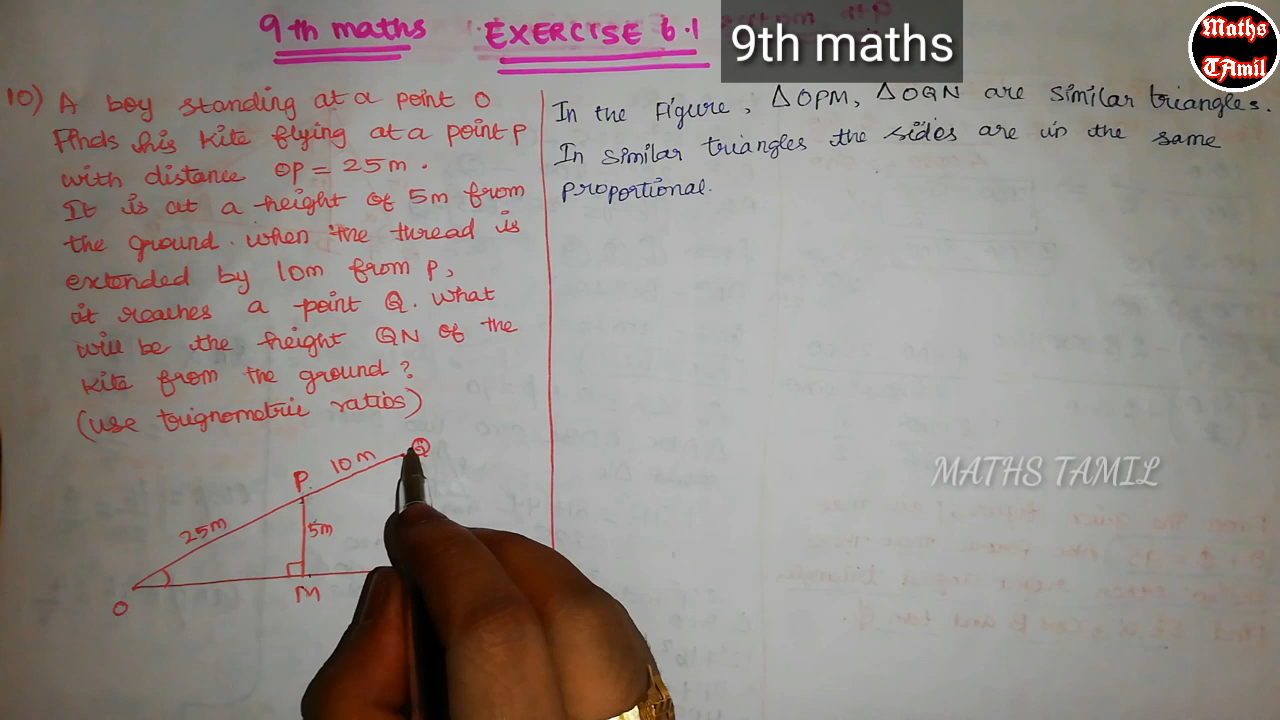 9th maths EXERCISE 6.1
9th maths
Maths
TAmil
10) A boy standing at a point O
Finds his kite flying at a point P
with distance OP = 25m.
It is at a height of 5m from
the ground. when the thread is
extended by 10m from P,
it reaches a point Q. What
will be the height QN of the
kite from the ground?
(use trignometric ratios)
In the Figure, △OPM, △OQN are similar triangles.
In similar triangles the sides are in the same
proportional.
MATHS TAMIL
Q
10m
P
25m
5m
O
M